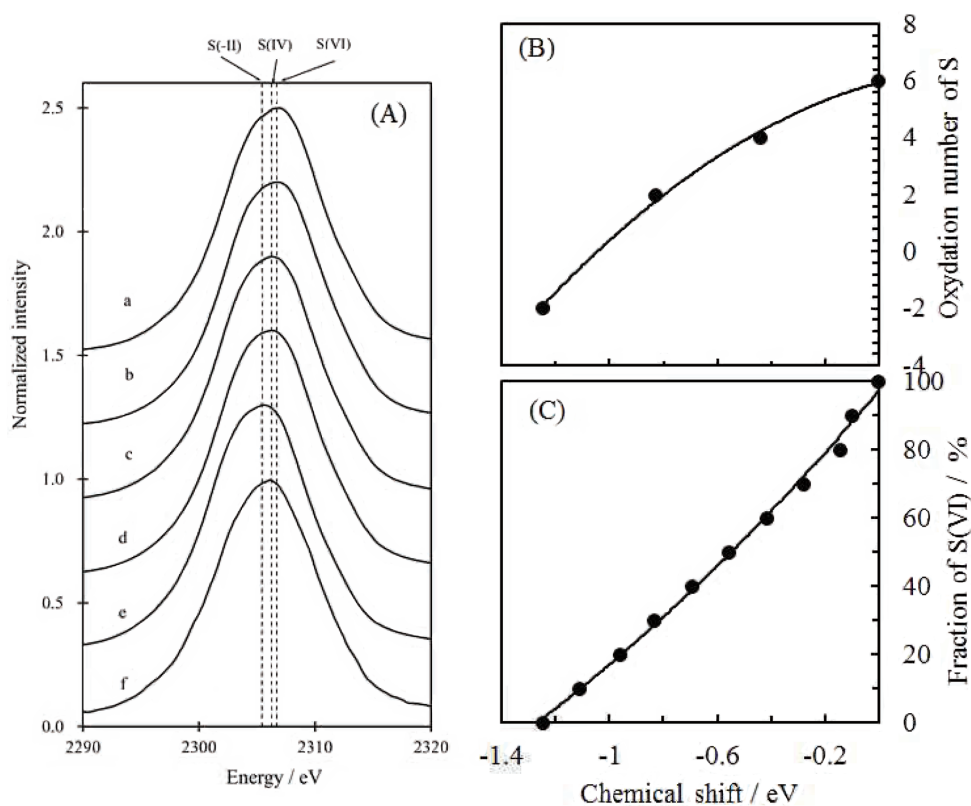 S(-II) S(IV) S(VI)
(A)
2.5
2.0
1.5
1.0
0.5
0.0
Normalized intensity
a
b
c
d
e
f
2290 2300 2310 2320
Energy / eV
(B)
8
6
4
2
0
-2
-4
Oxydation number of S
(C)
100
80
60
40
20
0
Fraction of S(VI) / %
-1.4 -1 -0.6 -0.2
Chemical shift / eV